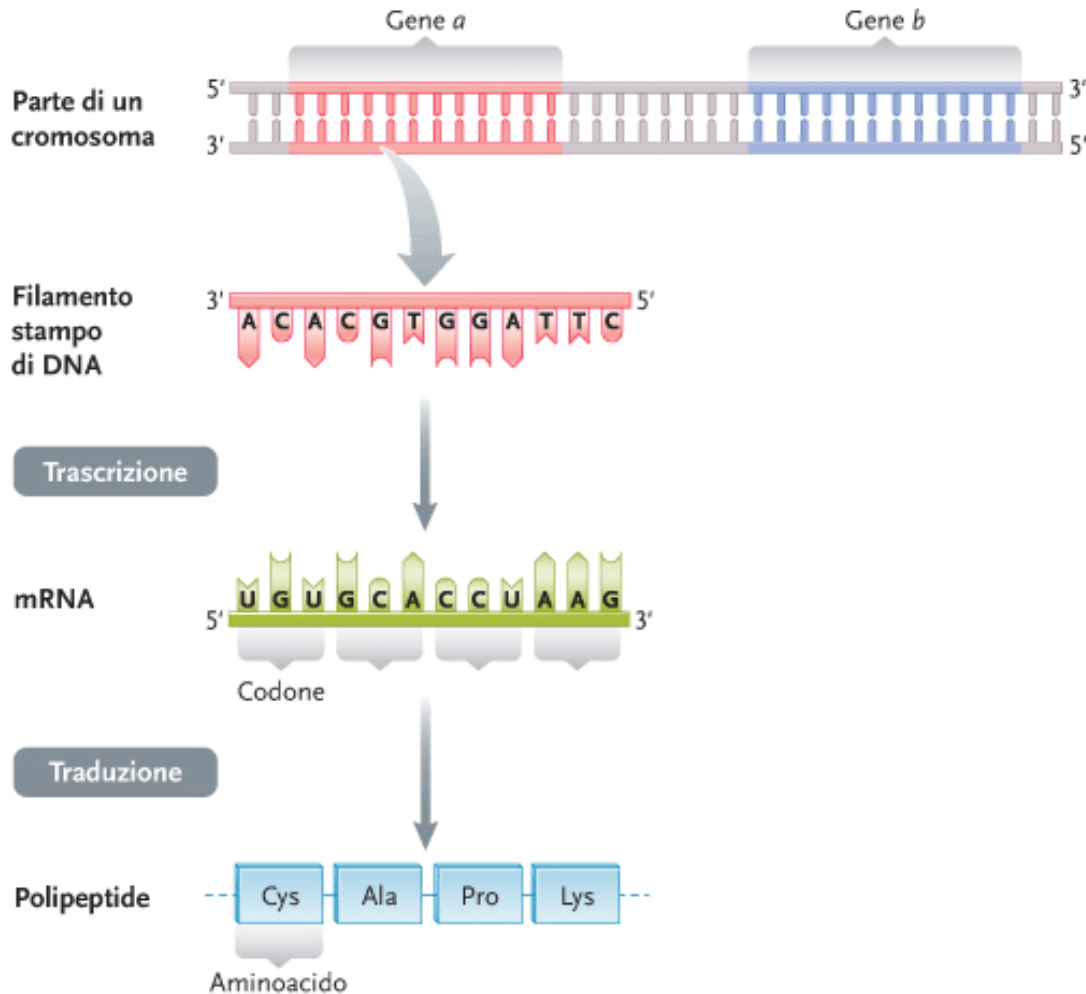 Gene a
Gene b
Parte di un
cromosoma
5′
3′
3′
5′
Filamento
stampo
di DNA
3′
5′
A C A C G T G G A T T C
Trascrizione
mRNA
U G U G C A C C U A A G
5′
3′
Codone
Traduzione
Polipeptide
Cys
Ala
Pro
Lys
Aminoacido